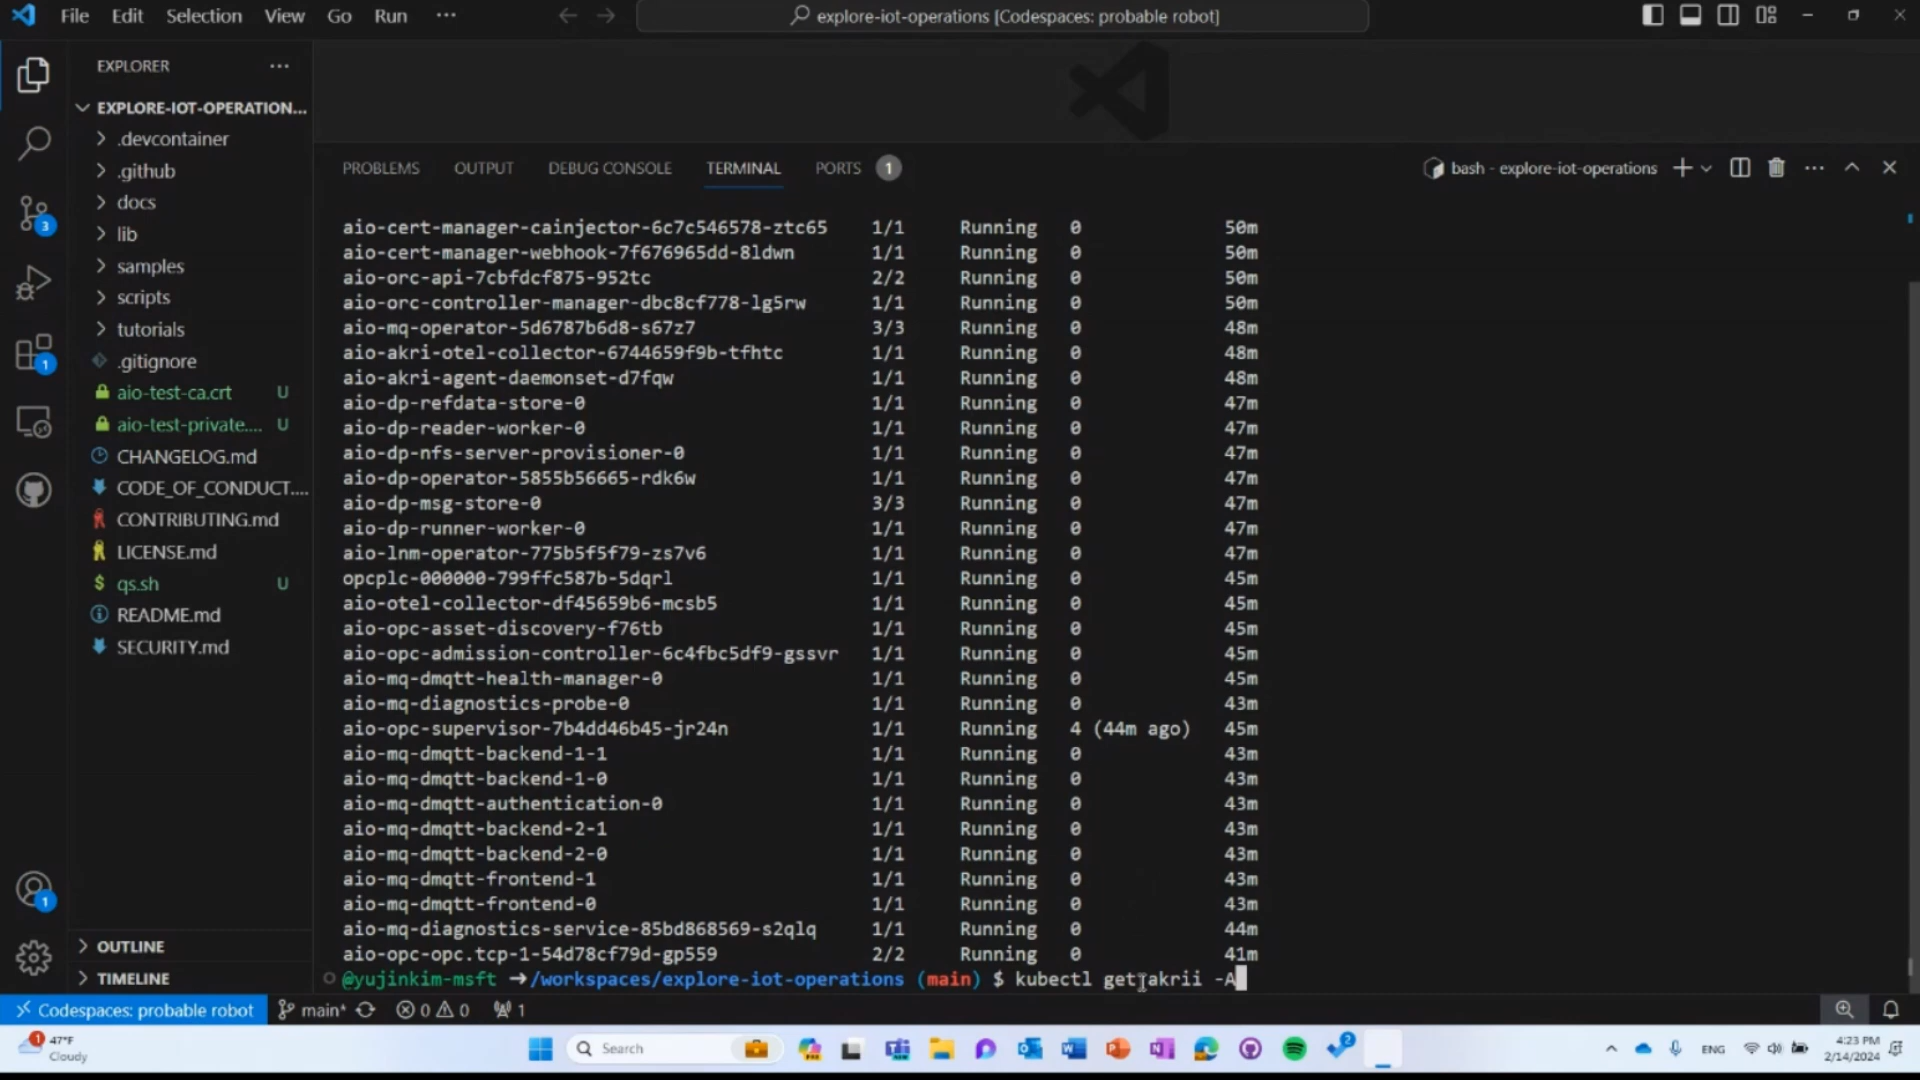 File Edit Selection View Go Run ···
explore-iot-operations [Codespaces: probable robot]
EXPLORER
EXPLORE-IOT-OPERATION...
.devcontainer
.github
docs
lib
samples
scripts
tutorials
.gitignore
aio-test-ca.crt U
aio-test-private.... U
CHANGELOG.md
CODE_OF_CONDUCT....
CONTRIBUTING.md
LICENSE.md
$ qs.sh U
README.md
SECURITY.md
OUTLINE
TIMELINE
3
1
1
PROBLEMS OUTPUT DEBUG CONSOLE TERMINAL PORTS 1
bash - explore-iot-operations
aio-cert-manager-cainjector-6c7c546578-ztc65 1/1 Running 0 50m
aio-cert-manager-webhook-7f676965dd-8ldwn 1/1 Running 0 50m
aio-orc-api-7cbfdcf875-952tc 2/2 Running 0 50m
aio-orc-controller-manager-dbc8cf778-lg5rw 1/1 Running 0 50m
aio-mq-operator-5d6787b6d8-s67z7 3/3 Running 0 48m
aio-akri-otel-collector-6744659f9b-tfhtc 1/1 Running 0 48m
aio-akri-agent-daemonset-d7fqw 1/1 Running 0 48m
aio-dp-refdata-store-0 1/1 Running 0 47m
aio-dp-reader-worker-0 1/1 Running 0 47m
aio-dp-nfs-server-provisioner-0 1/1 Running 0 47m
aio-dp-operator-5855b56665-rdk6w 1/1 Running 0 47m
aio-dp-msg-store-0 3/3 Running 0 47m
aio-dp-runner-worker-0 1/1 Running 0 47m
aio-lnm-operator-775b5f5f79-zs7v6 1/1 Running 0 47m
opcplc-000000-799ffc587b-5dqrl 1/1 Running 0 45m
aio-otel-collector-df45659b6-mcsb5 1/1 Running 0 45m
aio-opc-asset-discovery-f76tb 1/1 Running 0 45m
aio-opc-admission-controller-6c4fbc5df9-gssvr 1/1 Running 0 45m
aio-mq-dmqtt-health-manager-0 1/1 Running 0 45m
aio-mq-diagnostics-probe-0 1/1 Running 0 43m
aio-opc-supervisor-7b4dd46b45-jr24n 1/1 Running 4 (44m ago) 45m
aio-mq-dmqtt-backend-1-1 1/1 Running 0 43m
aio-mq-dmqtt-backend-1-0 1/1 Running 0 43m
aio-mq-dmqtt-authentication-0 1/1 Running 0 43m
aio-mq-dmqtt-backend-2-1 1/1 Running 0 43m
aio-mq-dmqtt-backend-2-0 1/1 Running 0 43m
aio-mq-dmqtt-frontend-1 1/1 Running 0 43m
aio-mq-dmqtt-frontend-0 1/1 Running 0 43m
aio-mq-diagnostics-service-85bd868569-s2qlq 1/1 Running 0 44m
aio-opc-opc.tcp-1-54d78cf79d-gp559 2/2 Running 0 41m
@yujinkim-msft →/workspaces/explore-iot-operations (main) $ kubectl get akrii -A
Codespaces: probable robot main* 0 0 1
1 47°F
Cloudy
Search
2
ENG
4:23 PM
2/14/2024